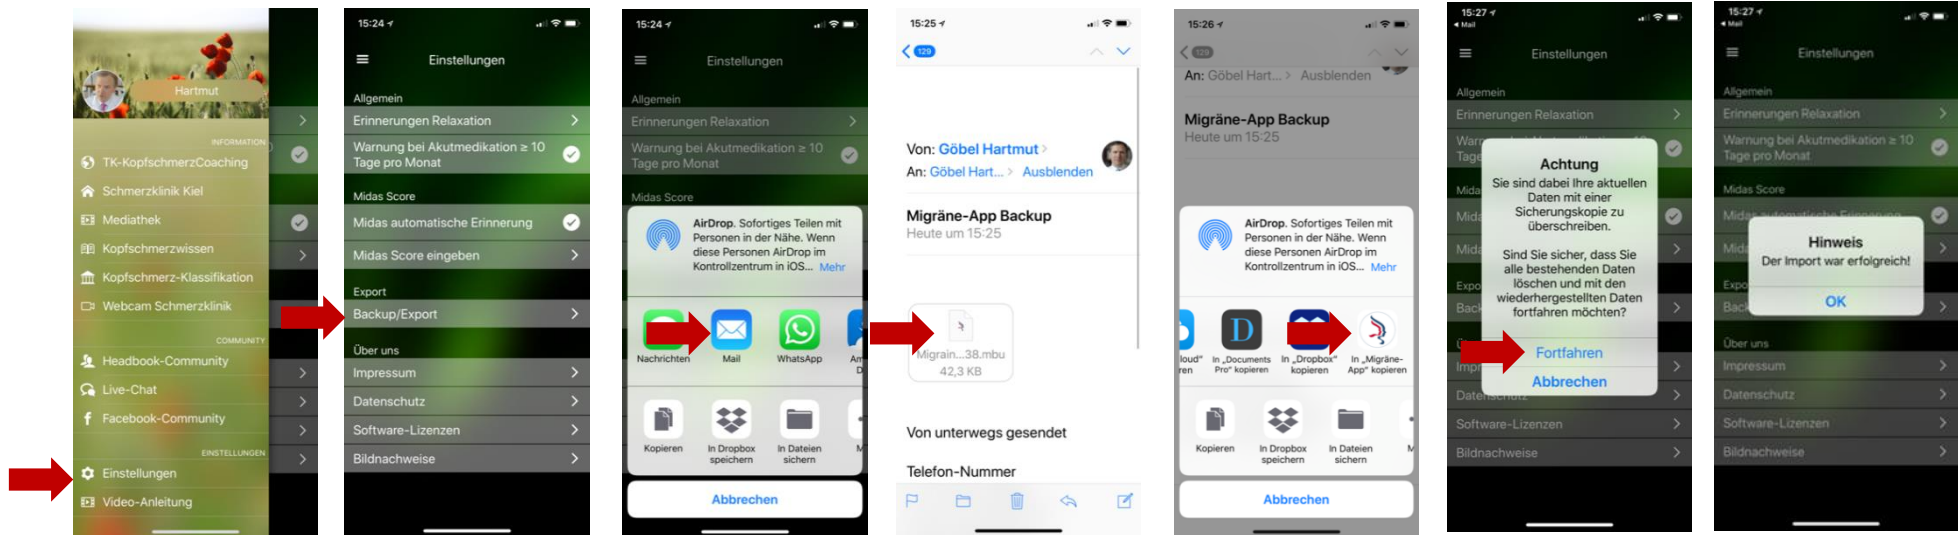 Hartmut
INFORMATION
TK-KopfschmerzCoaching
Schmerzklinik Kiel
Mediathek
Kopfschmerzwissen
Kopfschmerz-Klassifikation
Webcam Schmerzklinik
COMMUNITY
Headbook-Community
Live-Chat
Facebook-Community
EINSTELLUNGEN
Einstellungen
Video-Anleitung
15:24
Einstellungen
Allgemein
Erinnerungen Relaxation
Warnung bei Akutmedikation ≥ 10
Tage pro Monat
Midas Score
Midas automatische Erinnerung
Midas Score eingeben
Export
Backup/Export
Über uns
Impressum
Datenschutz
Software-Lizenzen
Bildnachweise
15:24
Einstellungen
Allgemein
Erinnerungen Relaxation
Warnung bei Akutmedikation ≥ 10
Tage pro Monat
Midas Score
AirDrop. Sofortiges Teilen mit
Personen in der Nähe. Wenn
diese Personen AirDrop im
Kontrollzentrum in iOS... Mehr
Nachrichten
Mail
WhatsApp
Kopieren
In Dropbox
speichern
In Dateien
sichern
Abbrechen
15:25
129
Von: Göbel Hartmut
An: Göbel Hart... Ausblenden
Migräne-App Backup
Heute um 15:25
Migrain...38.mbu
42,3 KB
Von unterwegs gesendet
Telefon-Nummer
15:26
129
An: Göbel Hart... Ausblenden
Migräne-App Backup
Heute um 15:25
AirDrop. Sofortiges Teilen mit
Personen in der Nähe. Wenn
diese Personen AirDrop im
Kontrollzentrum in iOS... Mehr
loud"
ren
In „Documents
Pro" kopieren
In „Dropbox"
kopieren
In „Migräne-
App" kopieren
Kopieren
In Dropbox
speichern
In Dateien
sichern
Abbrechen
15:27
Mail
Einstellungen
Allgemein
Erinnerungen Relaxation
Achtung
Sie sind dabei Ihre aktuellen
Daten mit einer
Sicherungskopie zu
überschreiben.
Sind Sie sicher, dass Sie
alle bestehenden Daten
löschen und mit den
wiederhergestellten Daten
fortfahren möchten?
Fortfahren
Abbrechen
Datenschutz
Software-Lizenzen
Bildnachweise
15:27
Mail
Einstellungen
Allgemein
Erinnerungen Relaxation
Warnung bei Akutmedikation ≥ 10
Tage pro Monat
Midas Score
Midas automatische Erinnerung
Hinweis
Der Import war erfolgreich!
OK
Über uns
Impressum
Datenschutz
Software-Lizenzen
Bildnachweise